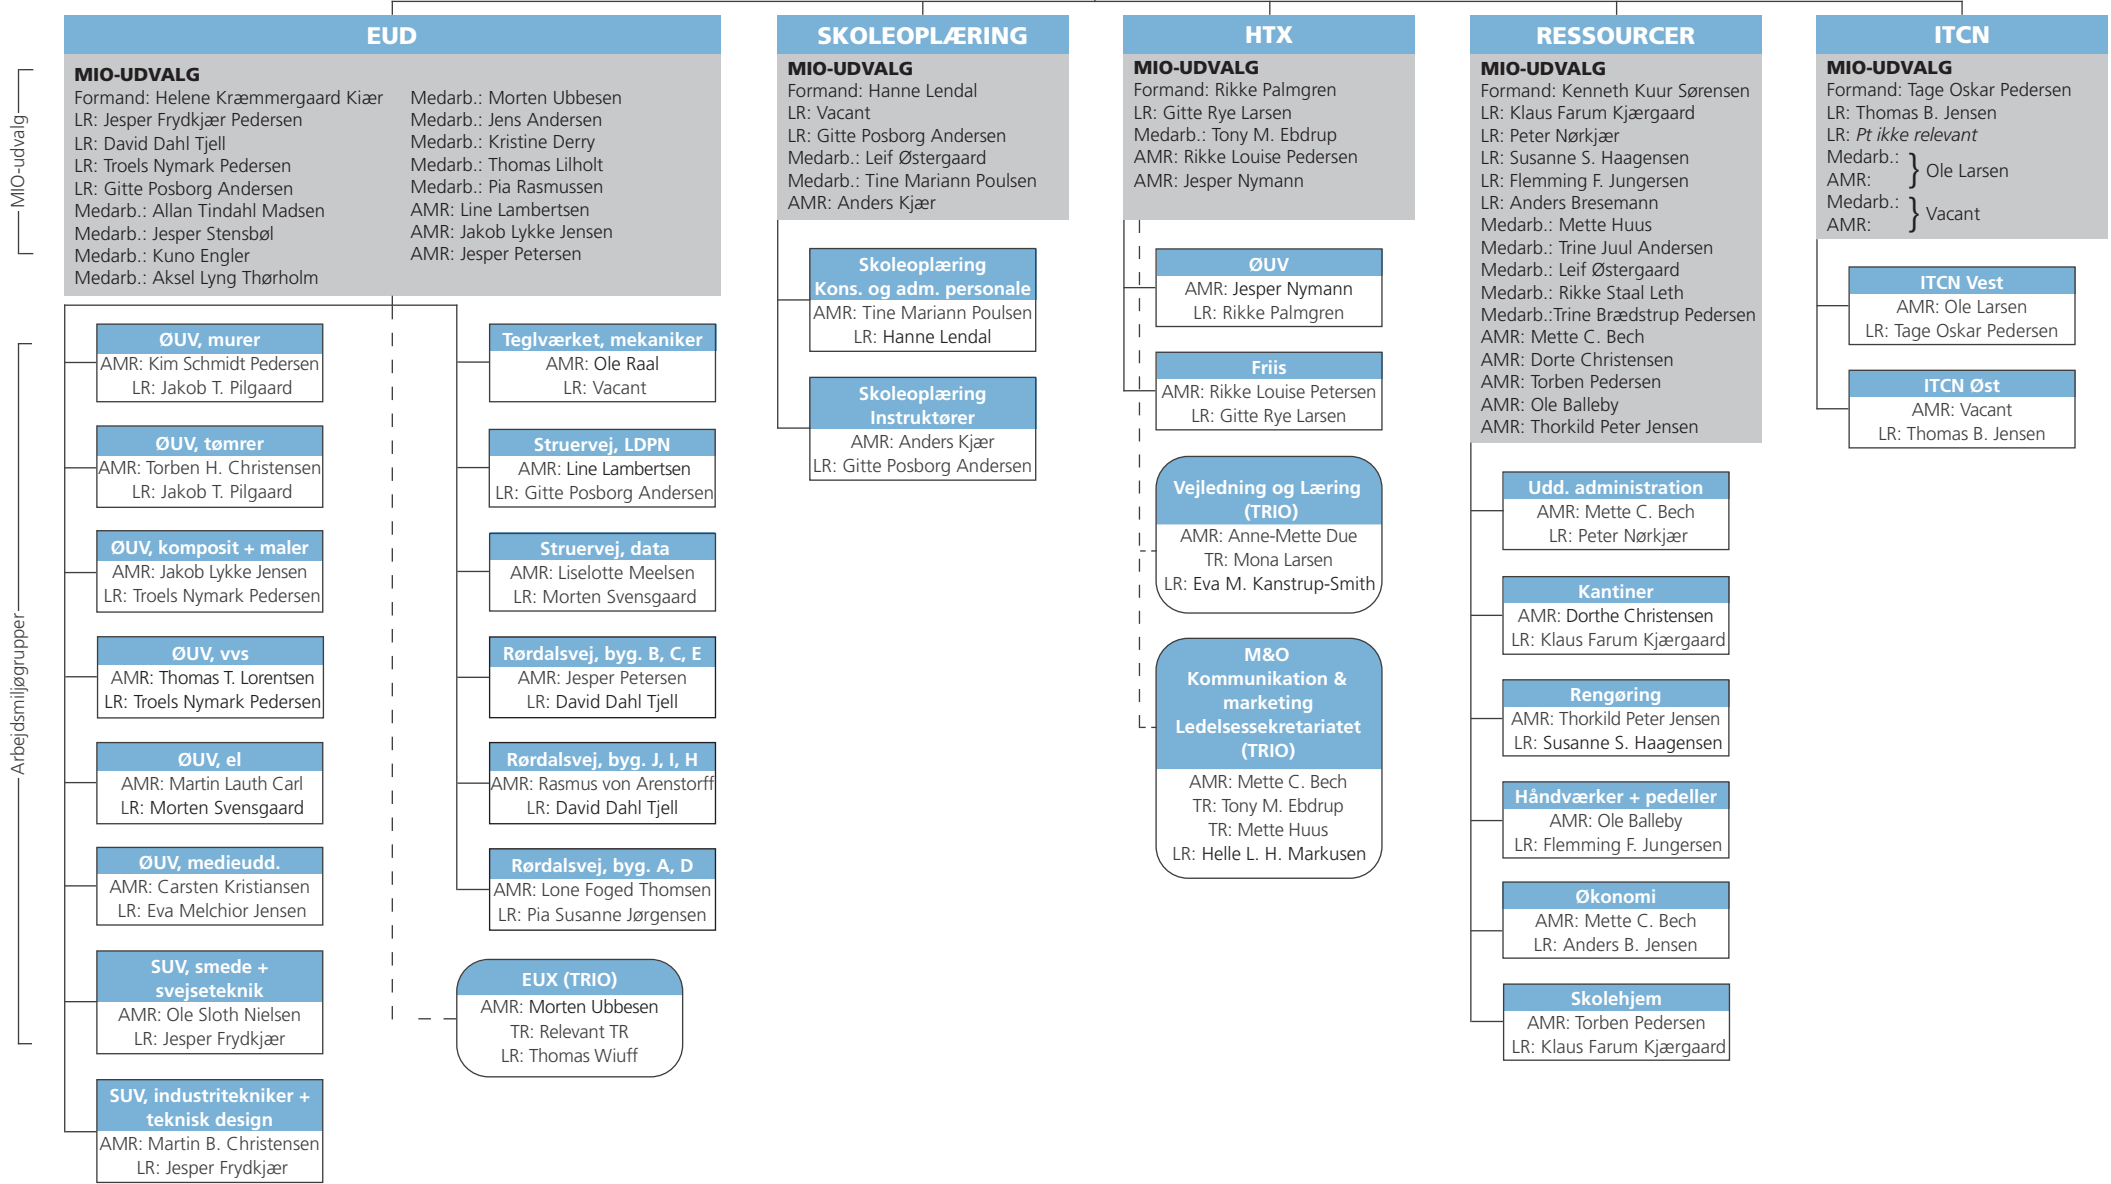 MIO-udvalg
Arbejdsmiljøgrupper
EUD
MIO-UDVALG
Formand: Helene Kræmmergaard Kiær
LR: Jesper Frydkjær Pedersen
LR: David Dahl Tjell
LR: Troels Nymark Pedersen
LR: Gitte Posborg Andersen
Medarb.: Allan Tindahl Madsen
Medarb.: Jesper Stensbøl
Medarb.: Kuno Engler
Medarb.: Aksel Lyng Thørholm
Medarb.: Morten Ubbesen
Medarb.: Jens Andersen
Medarb.: Kristine Derry
Medarb.: Thomas Lilholt
Medarb.: Pia Rasmussen
AMR: Line Lambertsen
AMR: Jakob Lykke Jensen
AMR: Jesper Petersen
ØUV, murer
AMR: Kim Schmidt Pedersen
LR: Jakob T. Pilgaard
ØUV, tømrer
AMR: Torben H. Christensen
LR: Jakob T. Pilgaard
ØUV, komposit + maler
AMR: Jakob Lykke Jensen
LR: Troels Nymark Pedersen
ØUV, vvs
AMR: Thomas T. Lorentsen
LR: Troels Nymark Pedersen
ØUV, el
AMR: Martin Lauth Carl
LR: Morten Svensgaard
ØUV, medieudd.
AMR: Carsten Kristiansen
LR: Eva Melchior Jensen
SUV, smede +
svejseteknik
AMR: Ole Sloth Nielsen
LR: Jesper Frydkjær
SUV, industritekniker +
teknisk design
AMR: Martin B. Christensen
LR: Jesper Frydkjær
Teglværket, mekaniker
AMR: Ole Raal
LR: Vacant
Struervej, LDPN
AMR: Line Lambertsen
LR: Gitte Posborg Andersen
Struervej, data
AMR: Liselotte Meelsen
LR: Morten Svensgaard
Rørdalsvej, byg. B, C, E
AMR: Jesper Petersen
LR: David Dahl Tjell
Rørdalsvej, byg. J, I, H
AMR: Rasmus von Arenstorff
LR: David Dahl Tjell
Rørdalsvej, byg. A, D
AMR: Lone Foged Thomsen
LR: Pia Susanne Jørgensen
EUX (TRIO)
AMR: Morten Ubbesen
TR: Relevant TR
LR: Thomas Wiuff
SKOLEOPLÆRING
MIO-UDVALG
Formand: Hanne Lendal
LR: Vacant
LR: Gitte Posborg Andersen
Medarb.: Leif Østergaard
Medarb.: Tine Mariann Poulsen
AMR: Anders Kjær
Skoleoplæring
Kons. og adm. personale
AMR: Tine Mariann Poulsen
LR: Hanne Lendal
Skoleoplæring
Instruktører
AMR: Anders Kjær
LR: Gitte Posborg Andersen
HTX
MIO-UDVALG
Formand: Rikke Palmgren
LR: Gitte Rye Larsen
Medarb.: Tony M. Ebdrup
AMR: Rikke Louise Pedersen
AMR: Jesper Nymann
ØUV
AMR: Jesper Nymann
LR: Rikke Palmgren
Friis
AMR: Rikke Louise Petersen
LR: Gitte Rye Larsen
Vejledning og Læring
(TRIO)
AMR: Anne-Mette Due
TR: Mona Larsen
LR: Eva M. Kanstrup-Smith
M&O
Kommunikation &
marketing
Ledelsessekretariatet
(TRIO)
AMR: Mette C. Bech
TR: Tony M. Ebdrup
TR: Mette Huus
LR: Helle L. H. Markusen
RESSOURCER
MIO-UDVALG
Formand: Kenneth Kuur Sørensen
LR: Klaus Farum Kjærgaard
LR: Peter Nørkjær
LR: Susanne S. Haagensen
LR: Flemming F. Jungersen
LR: Anders Bresemann
Medarb.: Mette Huus
Medarb.: Trine Juul Andersen
Medarb.: Leif Østergaard
Medarb.: Rikke Staal Leth
Medarb.:Trine Brædstrup Pedersen
AMR: Mette C. Bech
AMR: Dorte Christensen
AMR: Torben Pedersen
AMR: Ole Balleby
AMR: Thorkild Peter Jensen
Udd. administration
AMR: Mette C. Bech
LR: Peter Nørkjær
Kantiner
AMR: Dorthe Christensen
LR: Klaus Farum Kjærgaard
Rengøring
AMR: Thorkild Peter Jensen
LR: Susanne S. Haagensen
Håndværker + pedeller
AMR: Ole Balleby
LR: Flemming F. Jungersen
Økonomi
AMR: Mette C. Bech
LR: Anders B. Jensen
Skolehjem
AMR: Torben Pedersen
LR: Klaus Farum Kjærgaard
ITCN
MIO-UDVALG
Formand: Tage Oskar Pedersen
LR: Thomas B. Jensen
LR: Pt ikke relevant
Medarb.:
AMR:
} Ole Larsen
Medarb.:
AMR:
} Vacant
ITCN Vest
AMR: Ole Larsen
LR: Tage Oskar Pedersen
ITCN Øst
AMR: Vacant
LR: Thomas B. Jensen